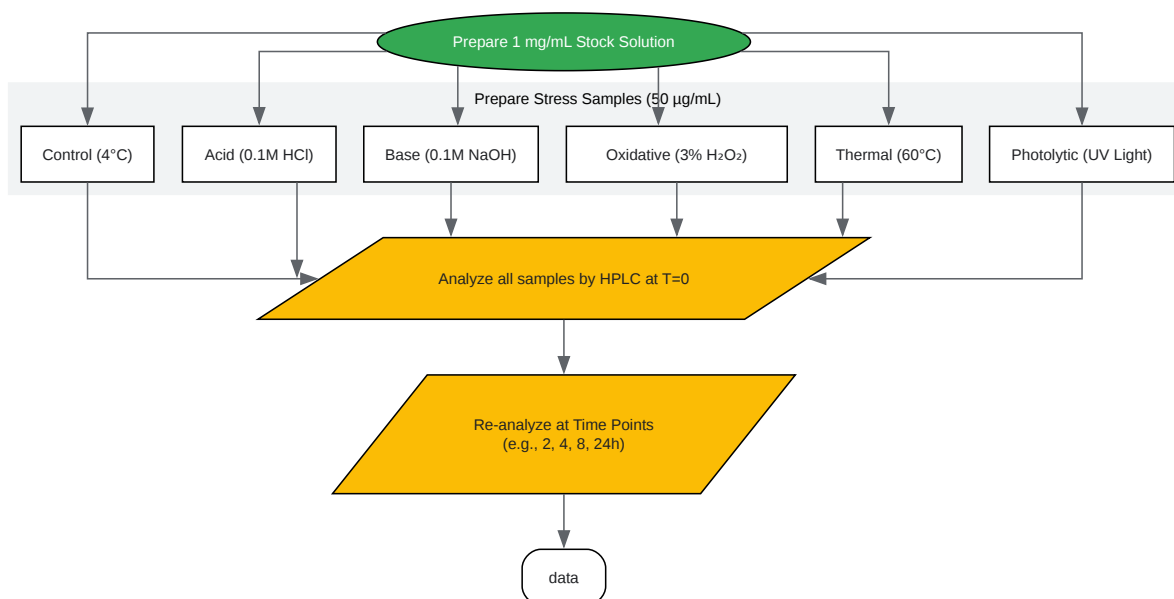 Prepare 1 mg/mL Stock Solution
Prepare Stress Samples (50 µg/mL)
Control (4°C)
Acid (0.1M HCl)
Base (0.1M NaOH)
Oxidative (3% H₂O₂)
Thermal (60°C)
Photolytic (UV Light)
Analyze all samples by HPLC at T=0
Re-analyze at Time Points
(e.g., 2, 4, 8, 24h)
data